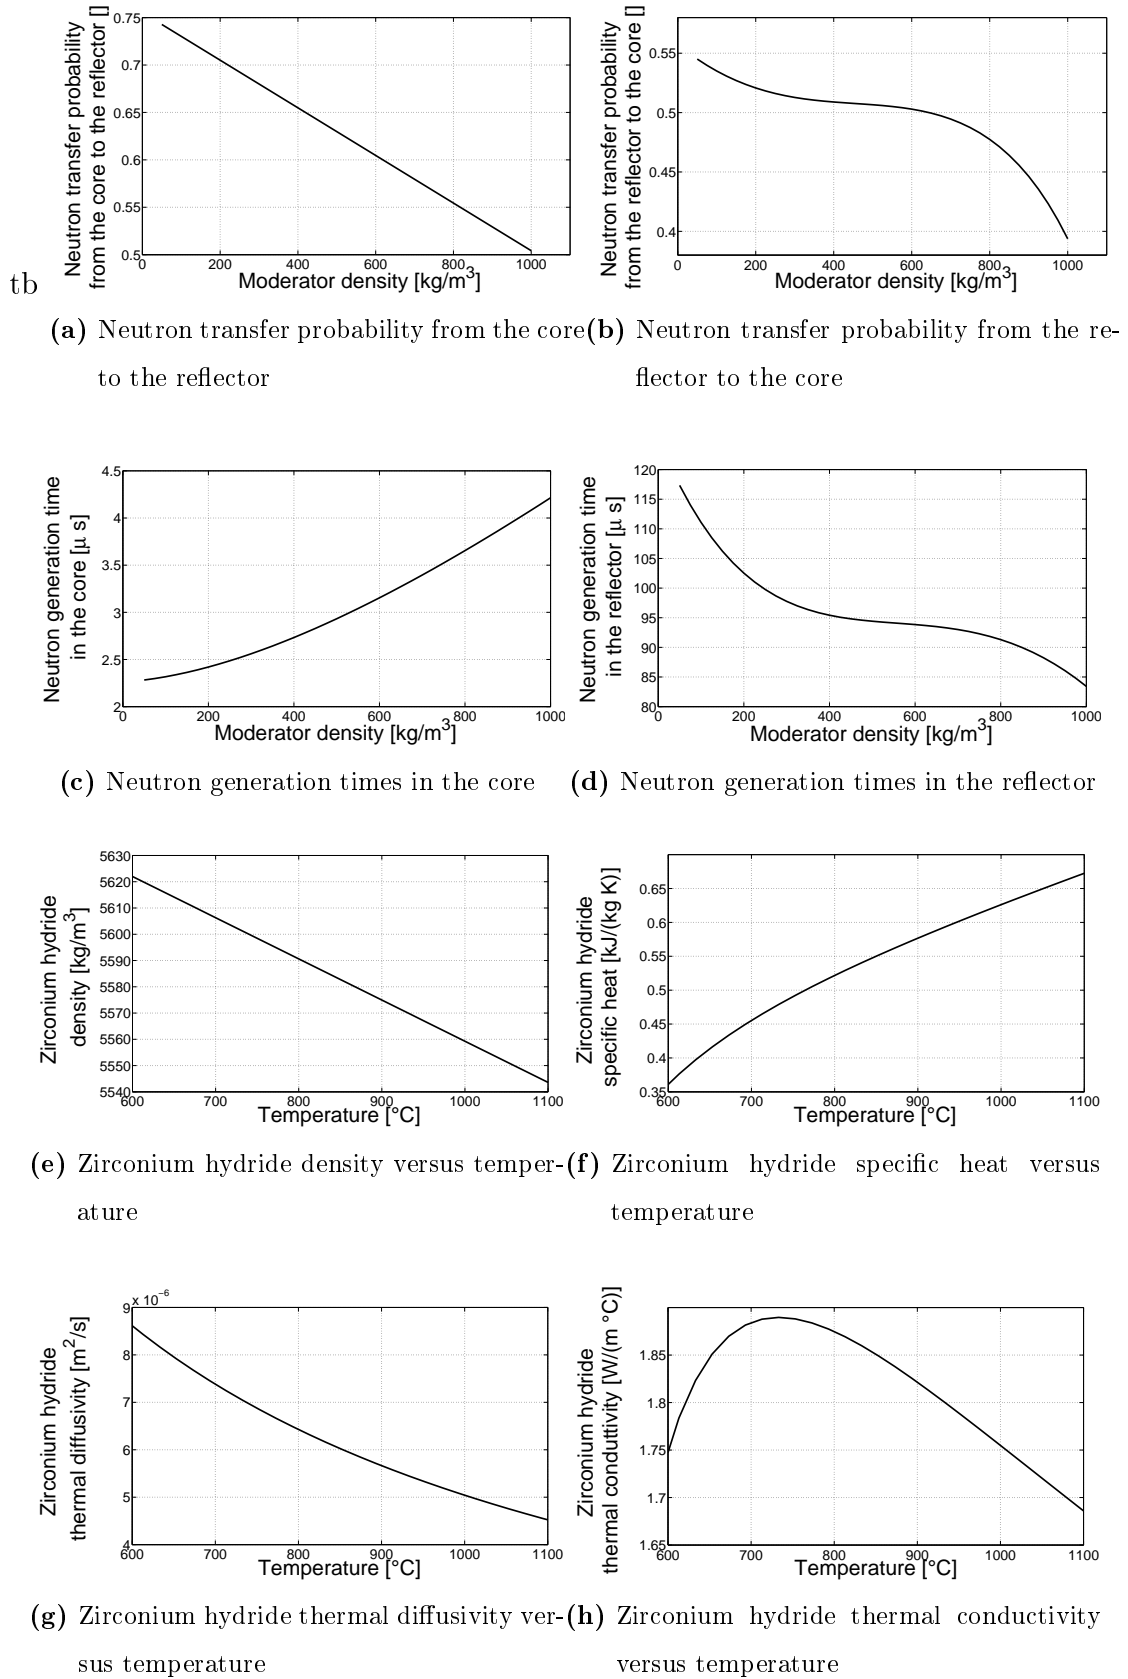 Neutron transfer probability
from the core to the reflector []
0.75
0.7
0.65
0.6
0.55
0.5
0 200 400 600 800 1000
Moderator density [kg/m3]
Neutron transfer probability
from the reflector to the core []
0.55
0.5
0.45
0.4
0 200 400 600 800 1000
Moderator density [kg/m3]
tb
(a) Neutron transfer probability from the core
to the reflector
(b) Neutron transfer probability from the re-
flector to the core
Neutron generation time
in the core [μ s]
4.5
4
3.5
3
2.5
2
0 200 400 600 800 1000
Moderator density [kg/m3]
Neutron generation time
in the reflector [μ s]
120
115
110
105
100
95
90
85
80
0 200 400 600 800 1000
Moderator density [kg/m3]
(c) Neutron generation times in the core
(d) Neutron generation times in the reflector
Zirconium hydride
density [kg/m3]
5630
5620
5610
5600
5590
5580
5570
5560
5550
5540
600 700 800 900 1000 1100
Temperature [°C]
Zirconium hydride
specific heat [kJ/(kg K)]
0.65
0.6
0.55
0.5
0.45
0.4
0.35
600 700 800 900 1000 1100
Temperature [°C]
(e) Zirconium hydride density versus temper-
ature
(f) Zirconium hydride specific heat versus
temperature
Zirconium hydride
thermal diffusivity [m2/s]
x 10−6
9
8
7
6
5
4
600 700 800 900 1000 1100
Temperature [°C]
Zirconium hydride
thermal conduttivity [W/(m °C)]
1.85
1.8
1.75
1.7
1.65
600 700 800 900 1000 1100
Temperature [°C]
(g) Zirconium hydride thermal diffusivity ver-
sus temperature
(h) Zirconium hydride thermal conductivity
versus temperature